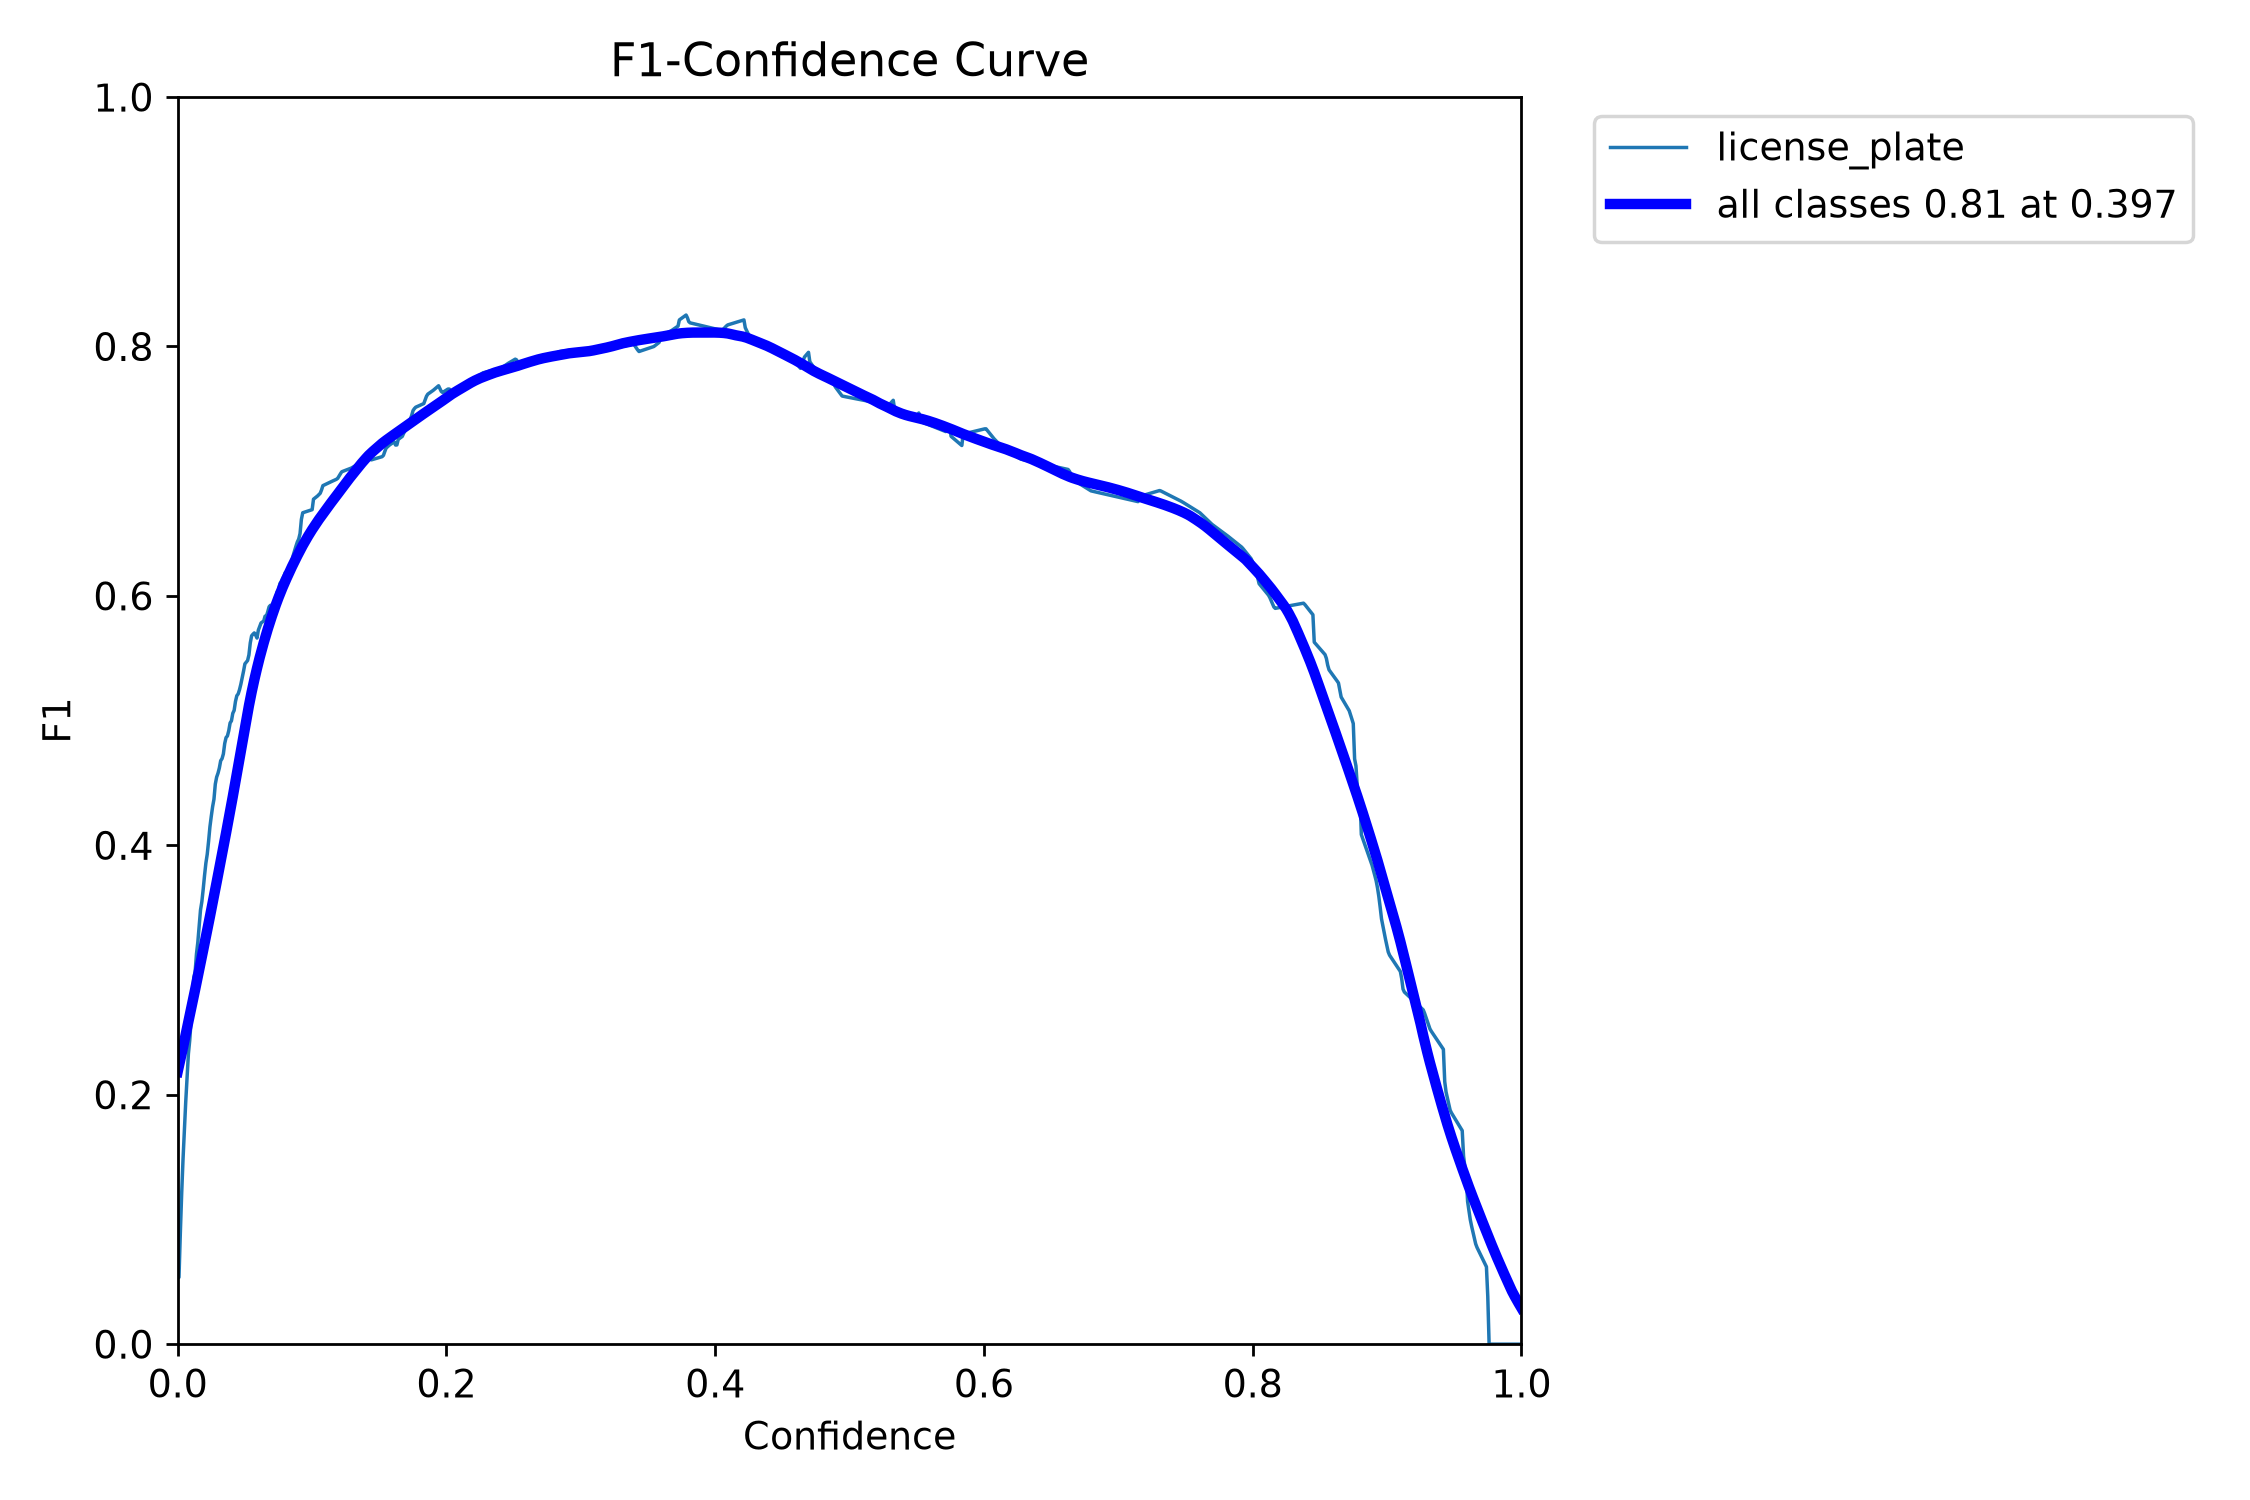 F1-Confidence Curve
1.0
0.8
0.6
0.4
0.2
0.0
F1
0.0 0.2 0.4 0.6 0.8 1.0
Confidence
license_plate
all classes 0.81 at 0.397